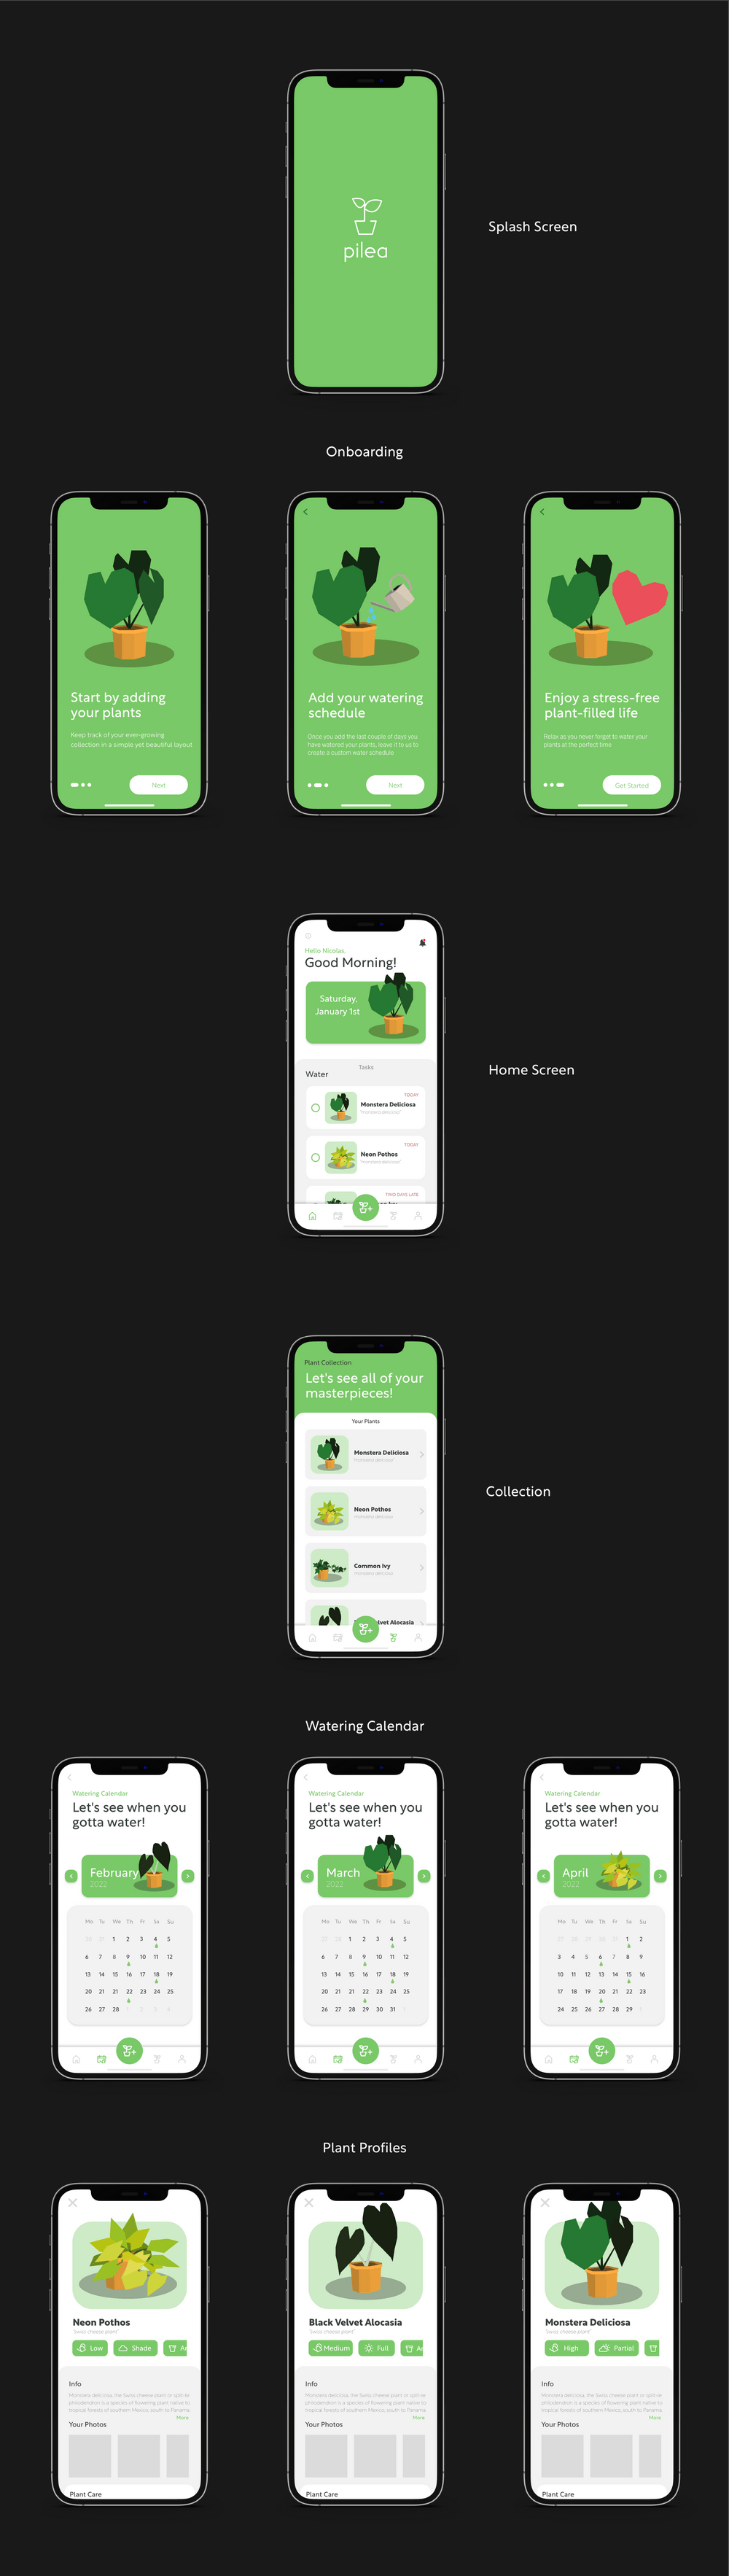 pilea
Splash Screen
Onboarding
Start by adding
your plants
Keep track of your ever-growing
collection in a simple yet beautiful layout
Next
Add your watering
schedule
Once you add the last couple of days you
have watered your plants, leave it to us to
create a custom water schedule
Next
Enjoy a stress-free
plant-filled life
Relax as you never forget to water your
plants at the perfect time
Get Started
Hello Nicolas,
Good Morning!
Saturday,
January 1st
Tasks
Water
TODAY
Monstera Deliciosa
"monstera deliciosa"
TODAY
Neon Pothos
"monstera deliciosa"
TWO DAYS LATE
Home Screen
Plant Collection
Let's see all of your
masterpieces!
Your Plants
Monstera Deliciosa
"monstera deliciosa"
Neon Pothos
"monstera deliciosa"
Common Ivy
"monstera deliciosa"
lvet Alocasia
Collection
Watering Calendar
Watering Calendar
Let's see when you
gotta water!
February
2022
Mo Tu We Th Fr Sa Su
30 31 1 2 3 4 5
6 7 8 9 10 11 12
13 14 15 16 17 18 19
20 21 21 22 23 24 25
26 27 28 1 2 3 4
Watering Calendar
Let's see when you
gotta water!
March
2022
Mo Tu We Th Fr Sa Su
1 2 3 4 5
6 7 8 9 10 11 12
13 14 15 16 17 18 19
20 21 21 22 23 24 25
26 27 28 29 30 31
Watering Calendar
Let's see when you
gotta water!
April
2022
Mo Tu We Th Fr Sa Su
27 28 29 30 31 1 2
3 4 5 6 7 8 9
10 11 12 13 14 15 16
17 18 19 20 21 22 23
24 25 26 27 28 29
Plant Profiles
Neon Pothos
"Swiss cheese plant"
Low Shade
Info
Monstera deliciosa, the Swiss cheese plant or split-le
philodendron is a species of flowering plant native to
tropical forests of southern Mexico, south to Panama
More
Your Photos
Plant Care
Black Velvet Alocasia
"Swiss cheese plant"
Medium Full
Info
Monstera deliciosa, the Swiss cheese plant or split-le
philodendron is a species of flowering plant native to
tropical forests of southern Mexico, south to Panama
More
Your Photos
Plant Care
Monstera Deliciosa
"Swiss cheese plant"
High Partial
Info
Monstera deliciosa, the Swiss cheese plant or split-le
philodendron is a species of flowering plant native to
tropical forests of southern Mexico, south to Panama
More
Your Photos
Plant Care